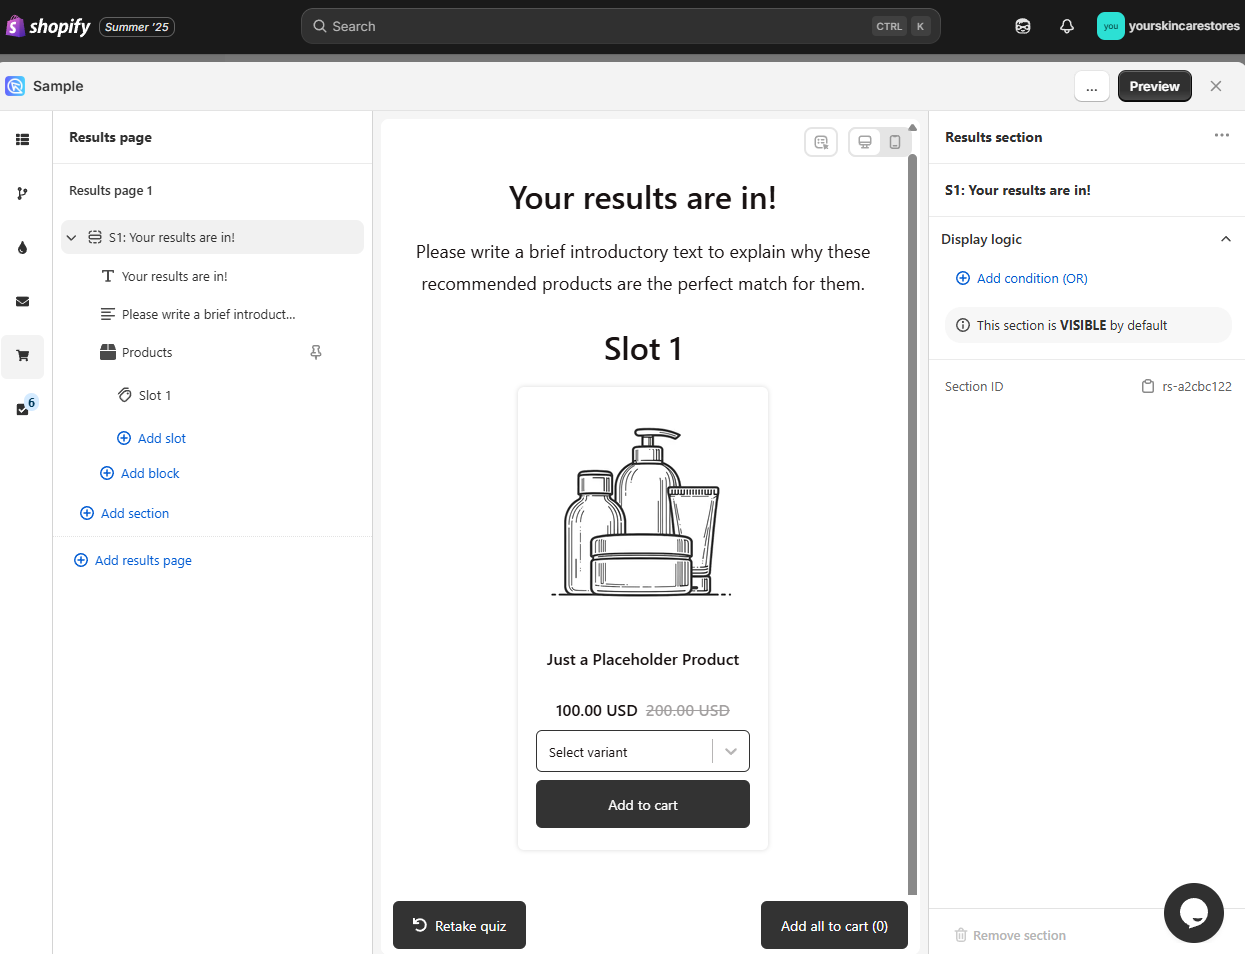 shopify Summer '25 Search CTRL K you yourskincarestores
Sample ... Preview
Results page
Results page 1
S1: Your results are in!
Your results are in!
Please write a brief introduct...
Products
Slot 1
Add slot
Add block
Add section
Add results page
6
Your results are in!
Please write a brief introductory text to explain why these
recommended products are the perfect match for them.
Slot 1
Just a Placeholder Product
100.00 USD 200.00 USD
Select variant
Add to cart
Retake quiz Add all to cart (0)
Results section
S1: Your results are in!
Display logic
Add condition (OR)
This section is VISIBLE by default
Section ID rs-a2cbc122
Remove section